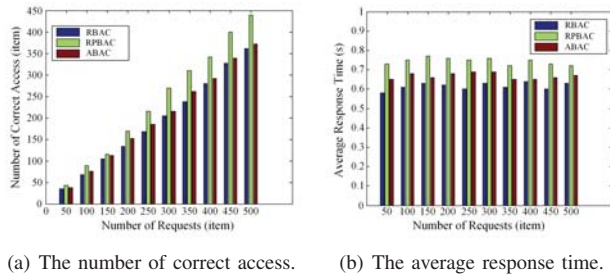 450
400
350
300
250
200
150
100
50
0
RBAC
RPBAC
ABAC
Number of Correct Access (item)
50 100 150 200 250 300 350 400 450 500
Number of Requests (item)
(a) The number of correct access.
1
0.9
0.8
0.7
0.6
0.5
0.4
0.3
0.2
0.1
0
RBAC
RPBAC
ABAC
Average Response Time (s)
50 100 150 200 250 300 350 400 450 500
Number of Requests (item)
(b) The average response time.